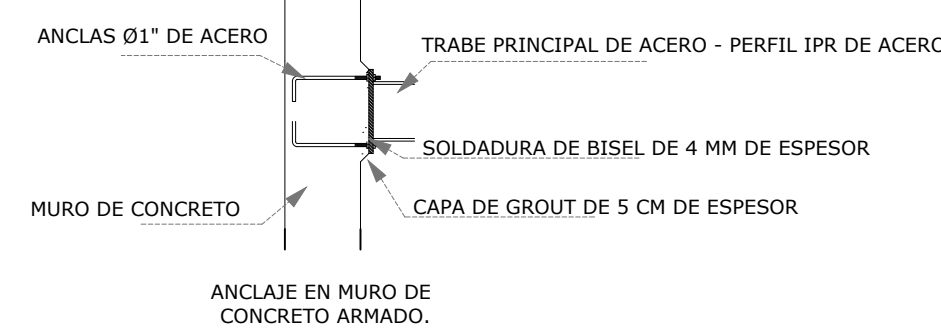 ANCLAS Ø1" DE ACERO
TRABE PRINCIPAL DE ACERO - PERFIL IPR DE ACERO
SOLDADURA DE BISEL DE 4 MM DE ESPESOR
MURO DE CONCRETO
CAPA DE GROUT DE 5 CM DE ESPESOR
ANCLAJE EN MURO DE
CONCRETO ARMADO.